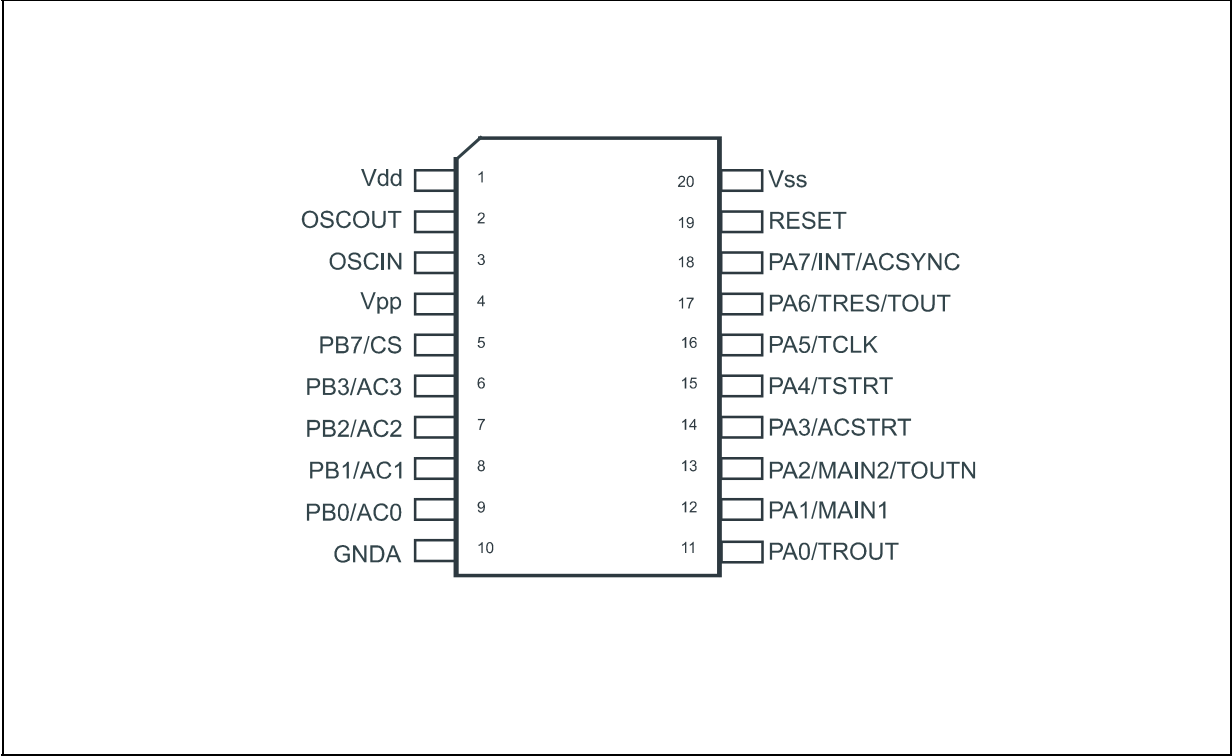 Vdd 1 20 Vss
OSCOUT 2 19 RESET
OSCIN 3 18 PA7/INT/ACSYNC
Vpp 4 17 PA6/TRES/TOUT
PB7/CS 5 16 PA5/TCLK
PB3/AC3 6 15 PA4/TSTRT
PB2/AC2 7 14 PA3/ACSTRT
PB1/AC1 8 13 PA2/MAIN2/TOUTN
PB0/AC0 9 12 PA1/MAIN1
GNDA 10 11 PA0/TROUT